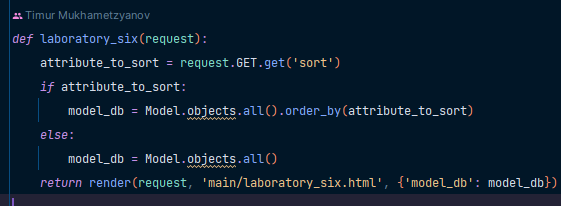 Timur Mukhametzyanov
def laboratory_six(request):
    attribute_to_sort = request.GET.get('sort')
    if attribute_to_sort:
        model_db = Model.objects.all().order_by(attribute_to_sort)
    else:
        model_db = Model.objects.all()
    return render(request, 'main/laboratory_six.html', {'model_db': model_db})